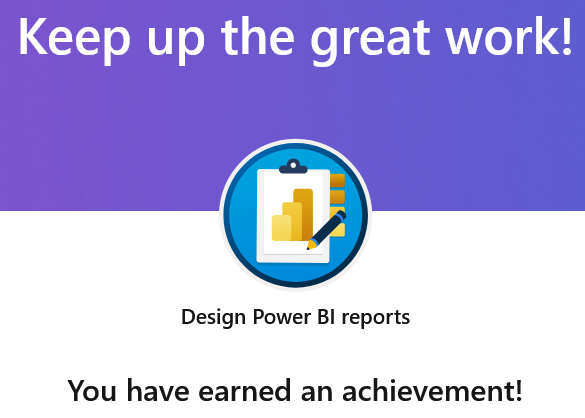 Keep up the great work!
Design Power BI reports
You have earned an achievement!